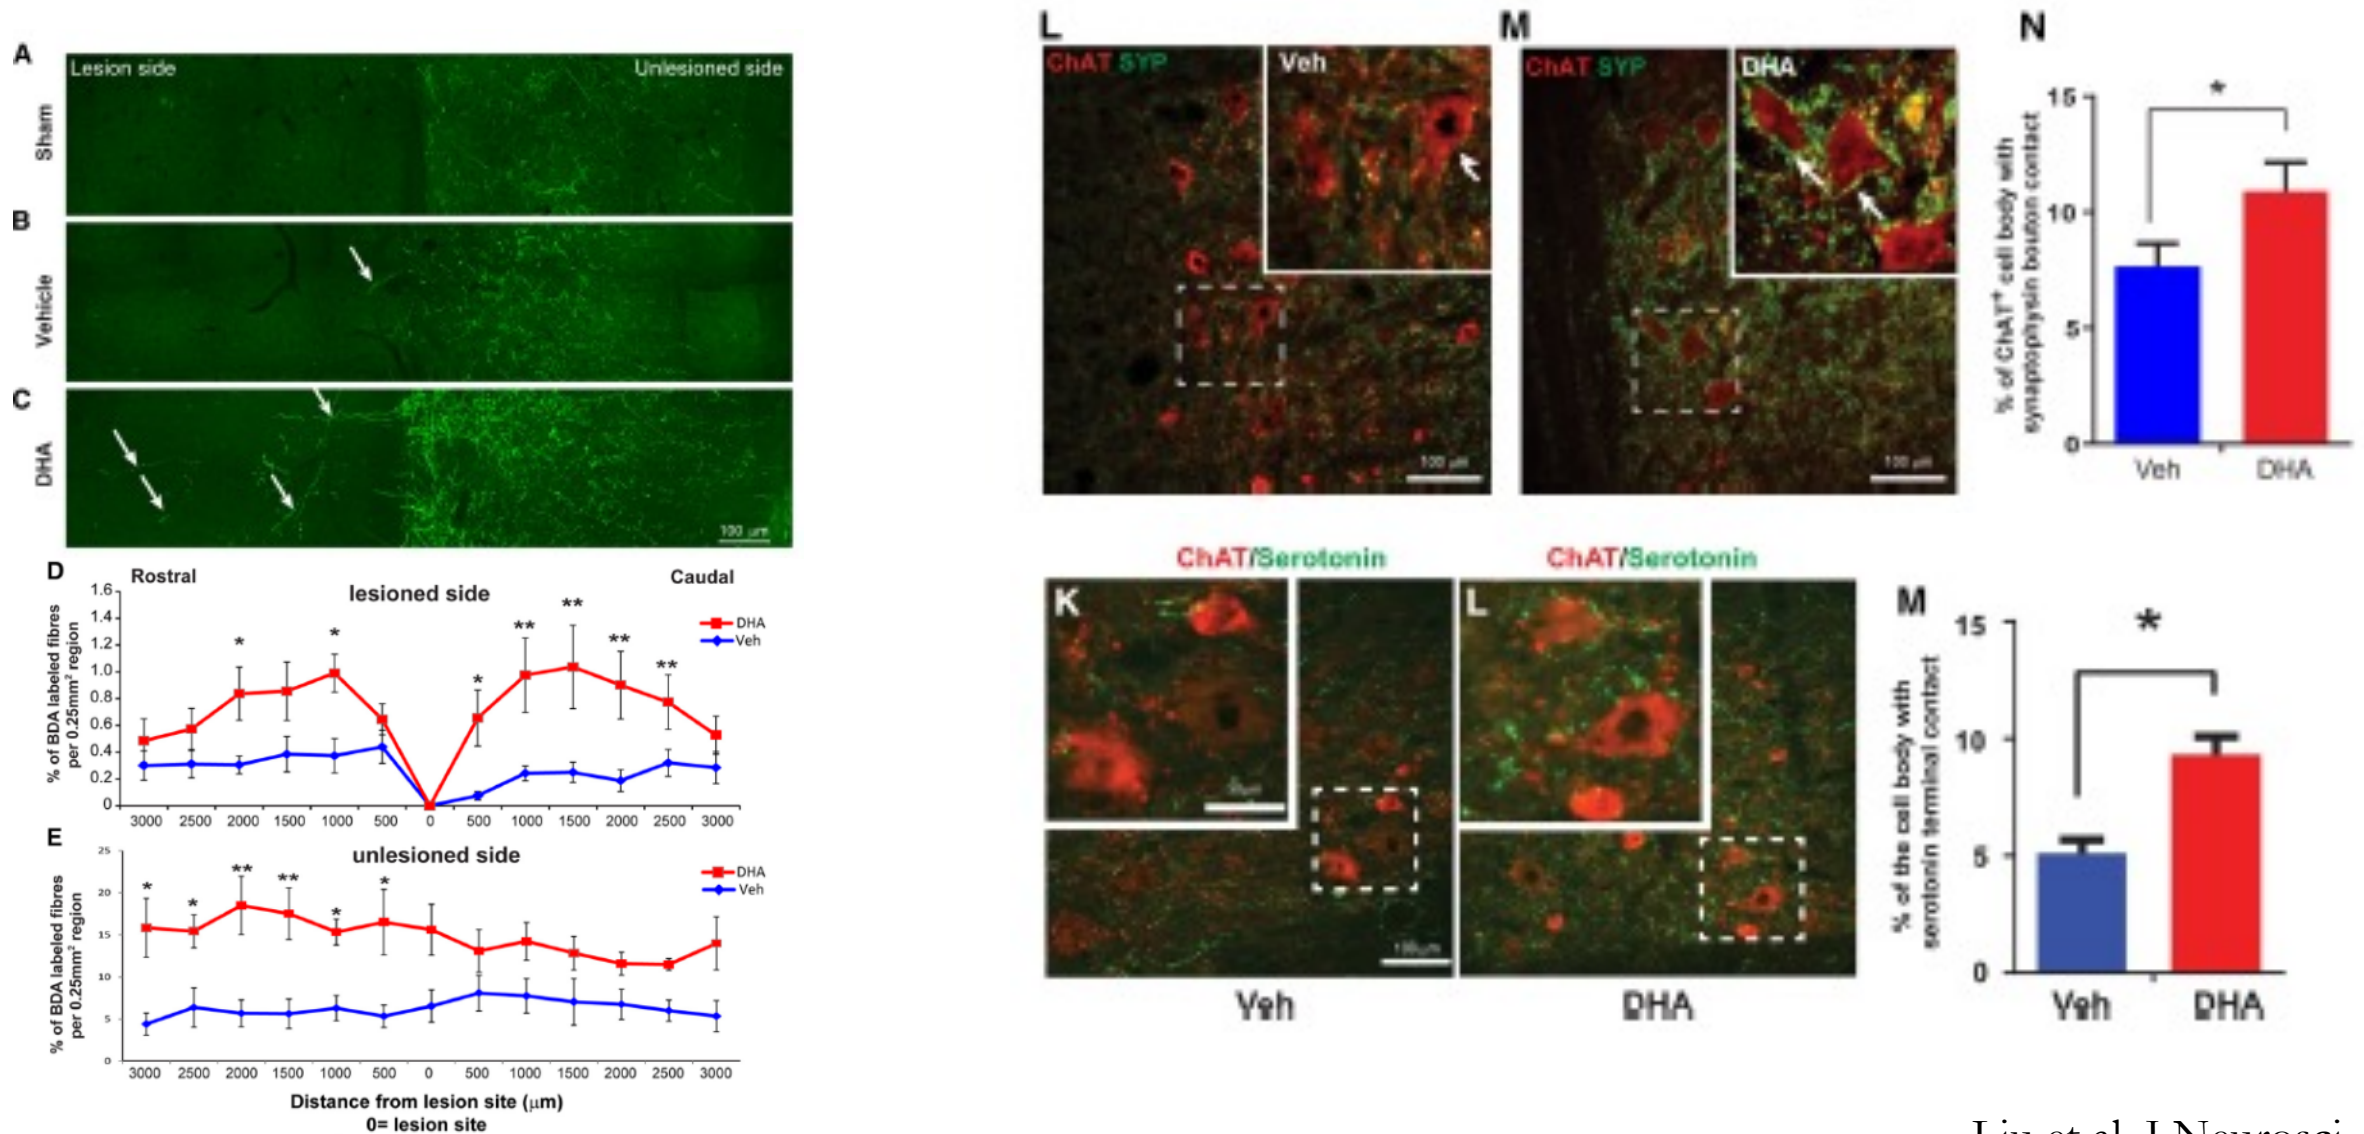 A
Lesion side
Unlesioned side
Sham
B
Vehicle
C
DHA
100 µm
D
Rostral
Caudal
lesioned side
% of BDA labeled fibres
per 0.25mm² region
1.6
1.4
1.2
1.0
0.8
0.6
0.4
0.2
0
* * * ** ** ** **
DHA
Veh
3000 2500 2000 1500 1000 500 0 500 1000 1500 2000 2500 3000
E
unlesioned side
% of BDA labeled fibres
per 0.25mm² region
25
20
15
10
5
0
* * ** ** * *
DHA
Veh
3000 2500 2000 1500 1000 500 0 500 1000 1500 2000 2500 3000
Distance from lesion site (µm)
0= lesion site
L
ChAT SYP
Veh
100 µm
M
ChAT SYP
DHA
100 µm
N
% of ChAT⁺ cell body with
synapophysin bouton contact
15
10
5
0
*
Veh DHA
ChAT/Serotonin
K
100µm
Veh
ChAT/Serotonin
L
DHA
M
% of the cell body with
serotonin terminal contact
15
10
5
0
*
Veh DHA